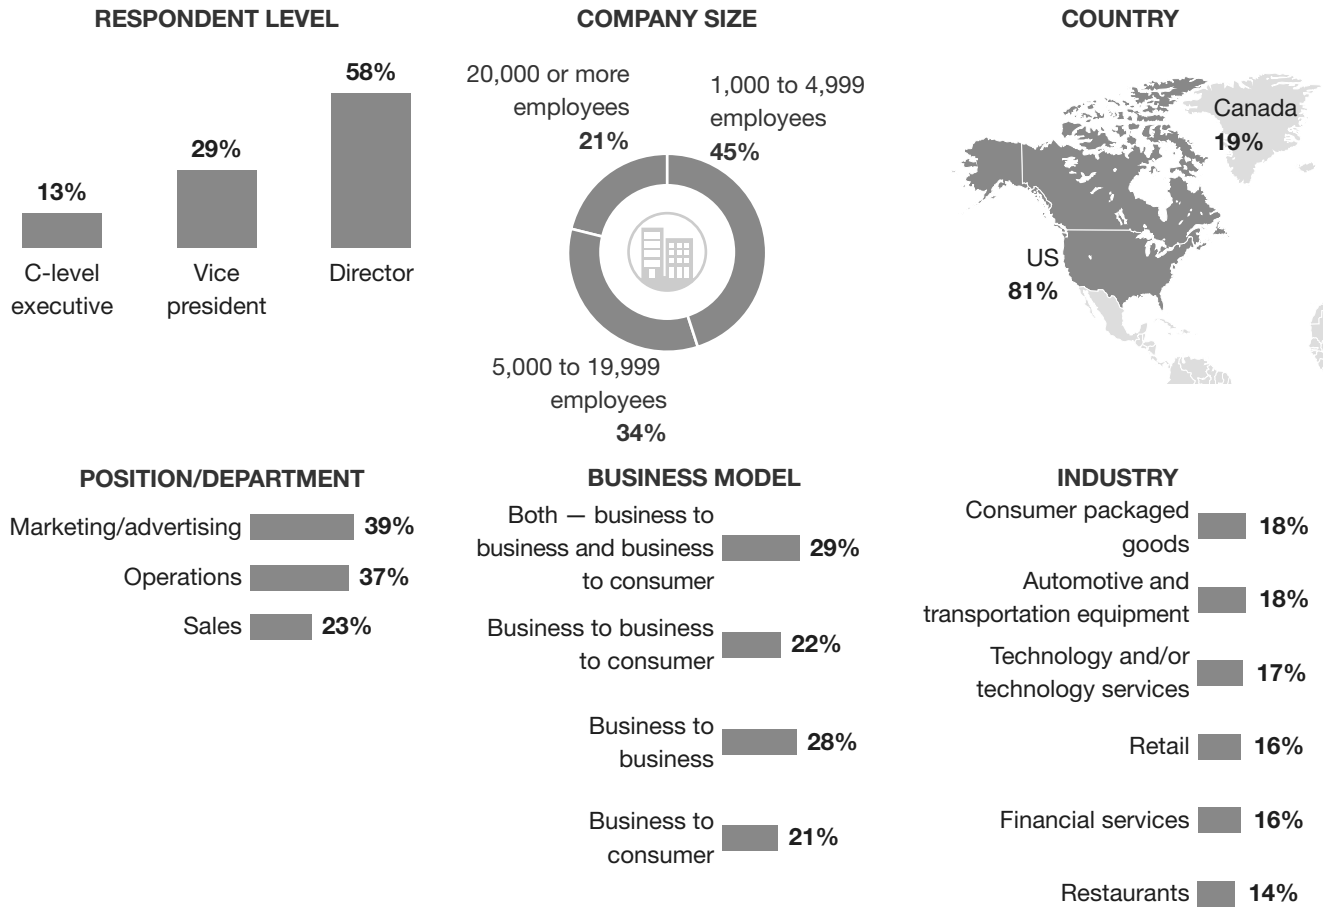 RESPONDENT LEVEL
58%
29%
13%
C-level
executive
Vice
president
Director
COMPANY SIZE
20,000 or more
employees
21%
1,000 to 4,999
employees
45%
5,000 to 19,999
employees
34%
COUNTRY
Canada
19%
US
81%
POSITION/DEPARTMENT
Marketing/advertising 39%
Operations 37%
Sales 23%
BUSINESS MODEL
Both — business to
business and business
to consumer
29%
Business to business
to consumer
22%
Business to
business
28%
Business to
consumer
21%
INDUSTRY
Consumer packaged
goods
18%
Automotive and
transportation equipment
18%
Technology and/or
technology services
17%
Retail 16%
Financial services 16%
Restaurants 14%